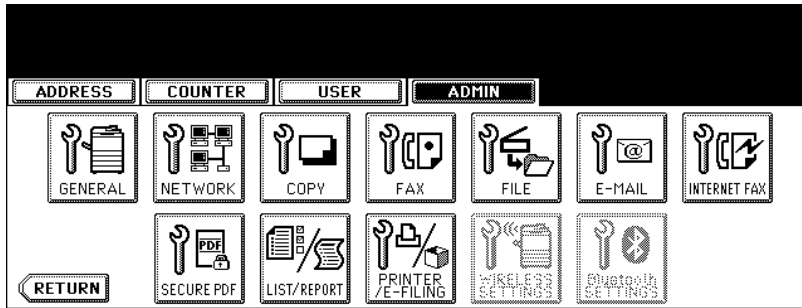 ADDRESS
COUNTER
USER
ADMIN
GENERAL
NETWORK
COPY
FAX
FILE
@
E-MAIL
INTERNET FAX
PDF
SECURE PDF
LIST/REPORT
PRINTER
/E-FILING
WIRELESS
SETTINGS
Bluetooth
SETTINGS
RETURN